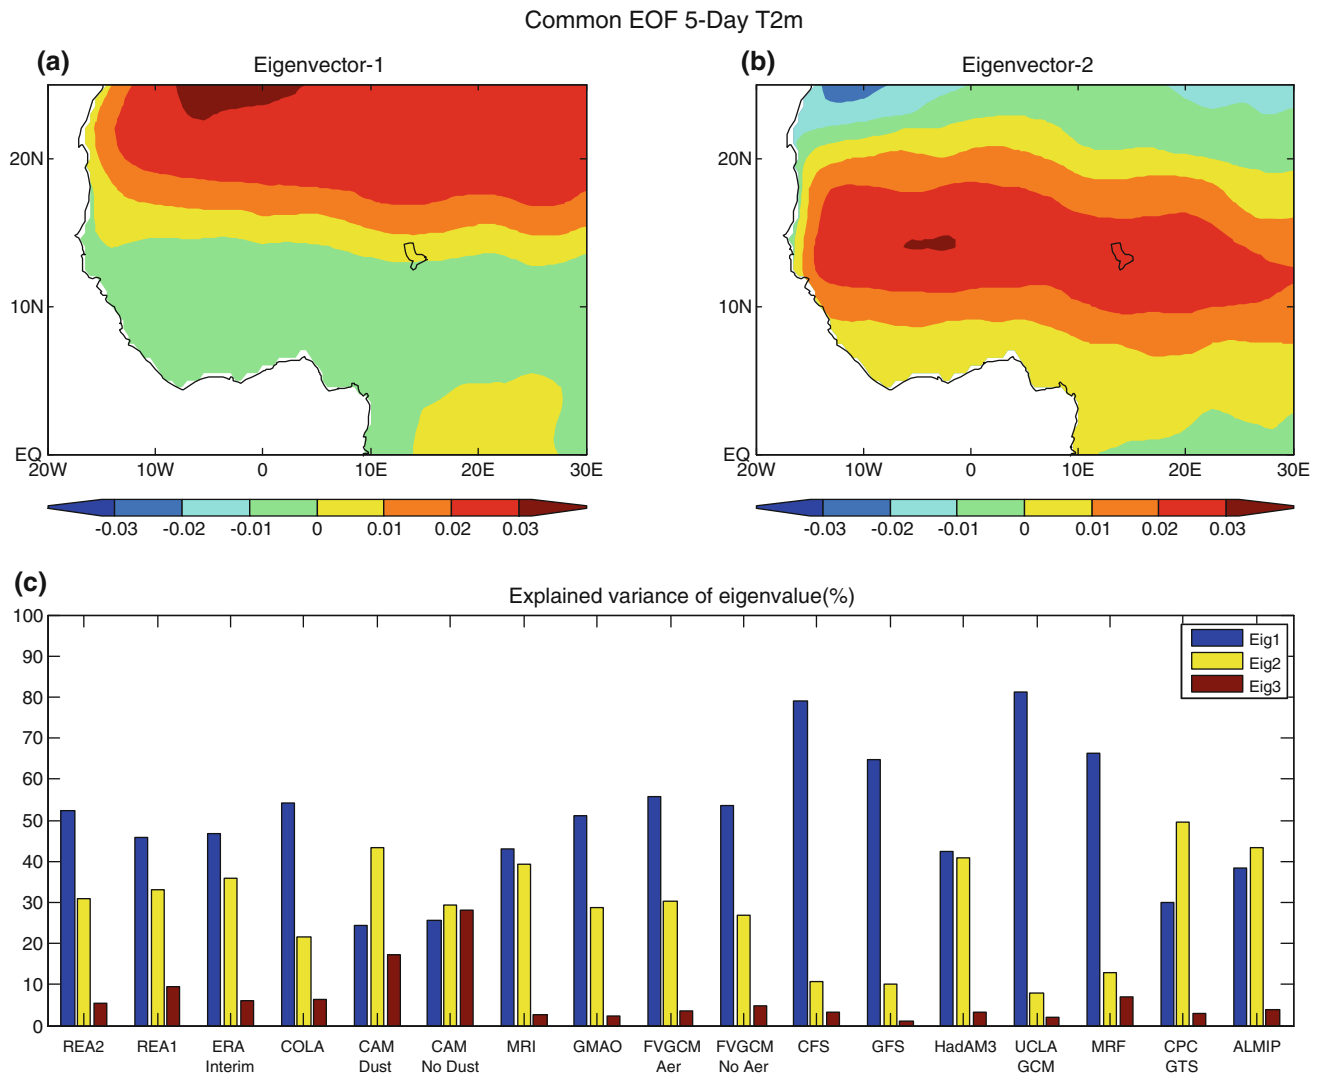 Common EOF 5-Day T2m
(a)
Eigenvector-1
20N
10N
EQ
20W 10W 0 10E 20E 30E
-0.03 -0.02 -0.01 0 0.01 0.02 0.03
(b)
Eigenvector-2
20N
10N
EQ
20W 10W 0 10E 20E 30E
-0.03 -0.02 -0.01 0 0.01 0.02 0.03
(c)
Explained variance of eigenvalue(%)
100
90
80
70
60
50
40
30
20
10
0
Eig1
Eig2
Eig3
REA2 REA1 ERA COLA CAM CAM MRI GMAO FVGCM FVGCM CFS GFS HadAM3 UCLA MRF CPC ALMIP
Interim Dust No Dust Aer No Aer GCM GTS